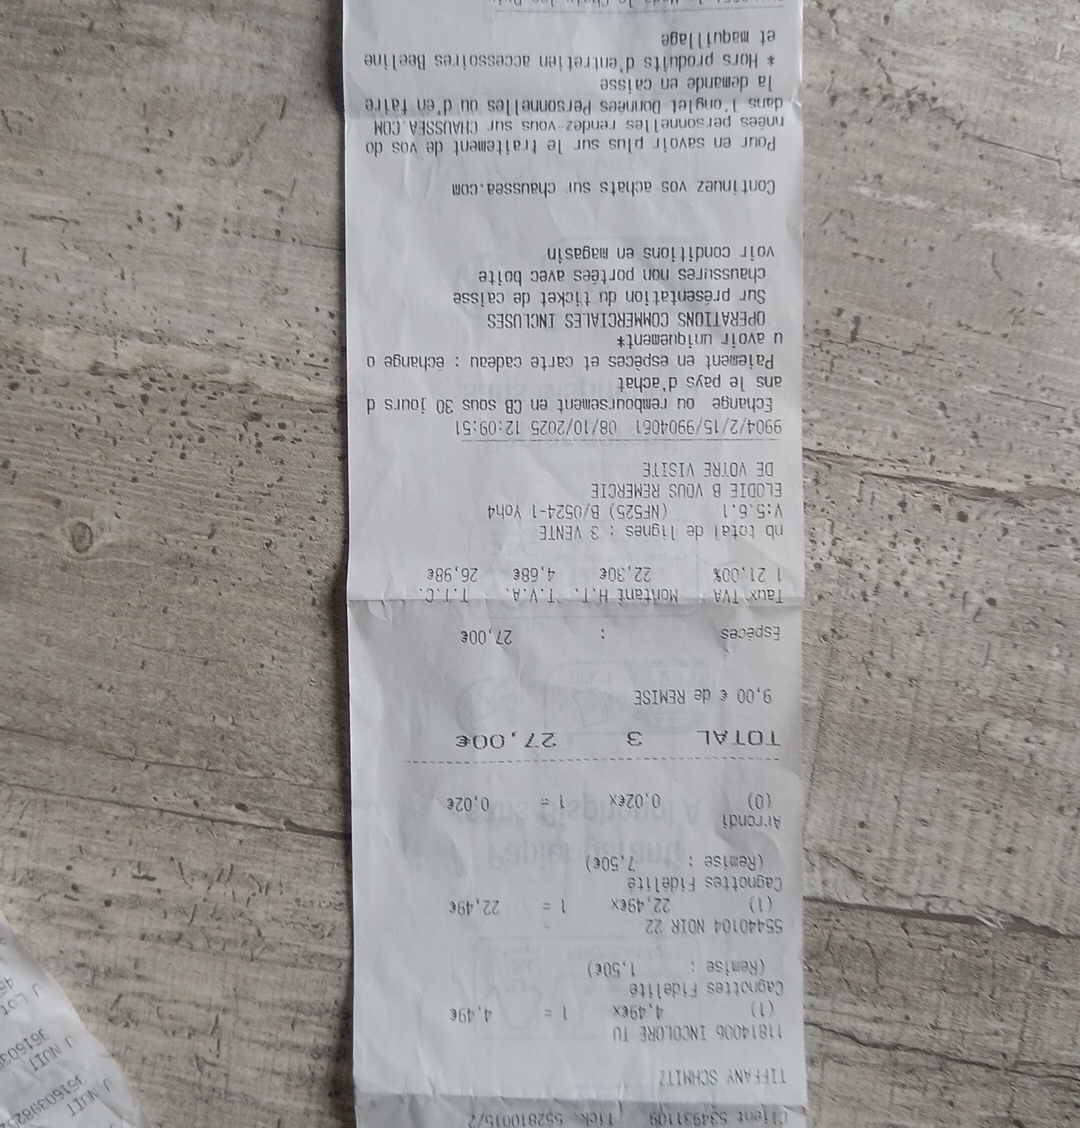 Client 534931109 Tick. 552810015/2
TIFFANY SCHMITZ
11814006 INCOLORE TU
(1) 4,49€x 1 = 4,49€
Cagnottes Fidelité
(Remise : 1,50€)
55440104 NOIR 22
(1) 22,49€x 1 = 22,49€
Cagnottes Fidelité
(Remise : 7,50€)
Arrondi
(0) 0,02€x 1 = 0,02€
TOTAL 3 27,00€
9,00 € de REMISE
Espèces : 27,00€
Taux TVA Montant H.T. T.V.A. T.T.C.
1 21,00% 22,30€ 4,68€ 26,98€
nb total de lignes : 3 VENTE
V:5.6.1 (NF525) B/0524-1 Yoh4
ELODIE B VOUS REMERCIE
DE VOTRE VISITE
9904/2/15/9904061 08/10/2025 12:09:51
Echange ou remboursement en CB sous 30 jours d
ans le pays d'achat
Paiement en espèces et carte cadeau : échange o
u avoir uniquement*
OPERATIONS COMMERCIALES INCLUSES
Sur présentation du ticket de caisse
chaussures non portées avec boîte
voir conditions en magasin
Continuez vos achats sur chaussea.com
Pour en savoir plus sur le traitement de vos do
nnées personnelles rendez-vous sur CHAUSSEA.COM
dans l'onglet Données Personnelles ou d'en faire
la demande en caisse
* Hors produits d'entretien accessoires Beeline
et maquillage
J NUIT
J NUIT
J LOT